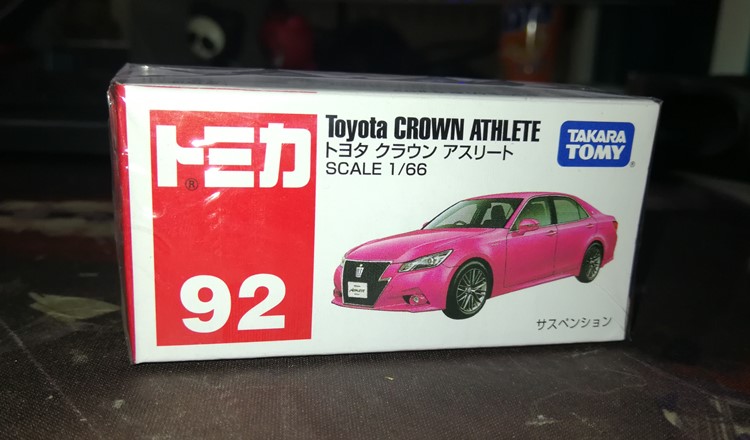 トミカ®
92
Toyota CROWN ATHLETE
トヨタ クラウン アスリート
SCALE 1/66
TAKARA
TOMY®
サスペンション